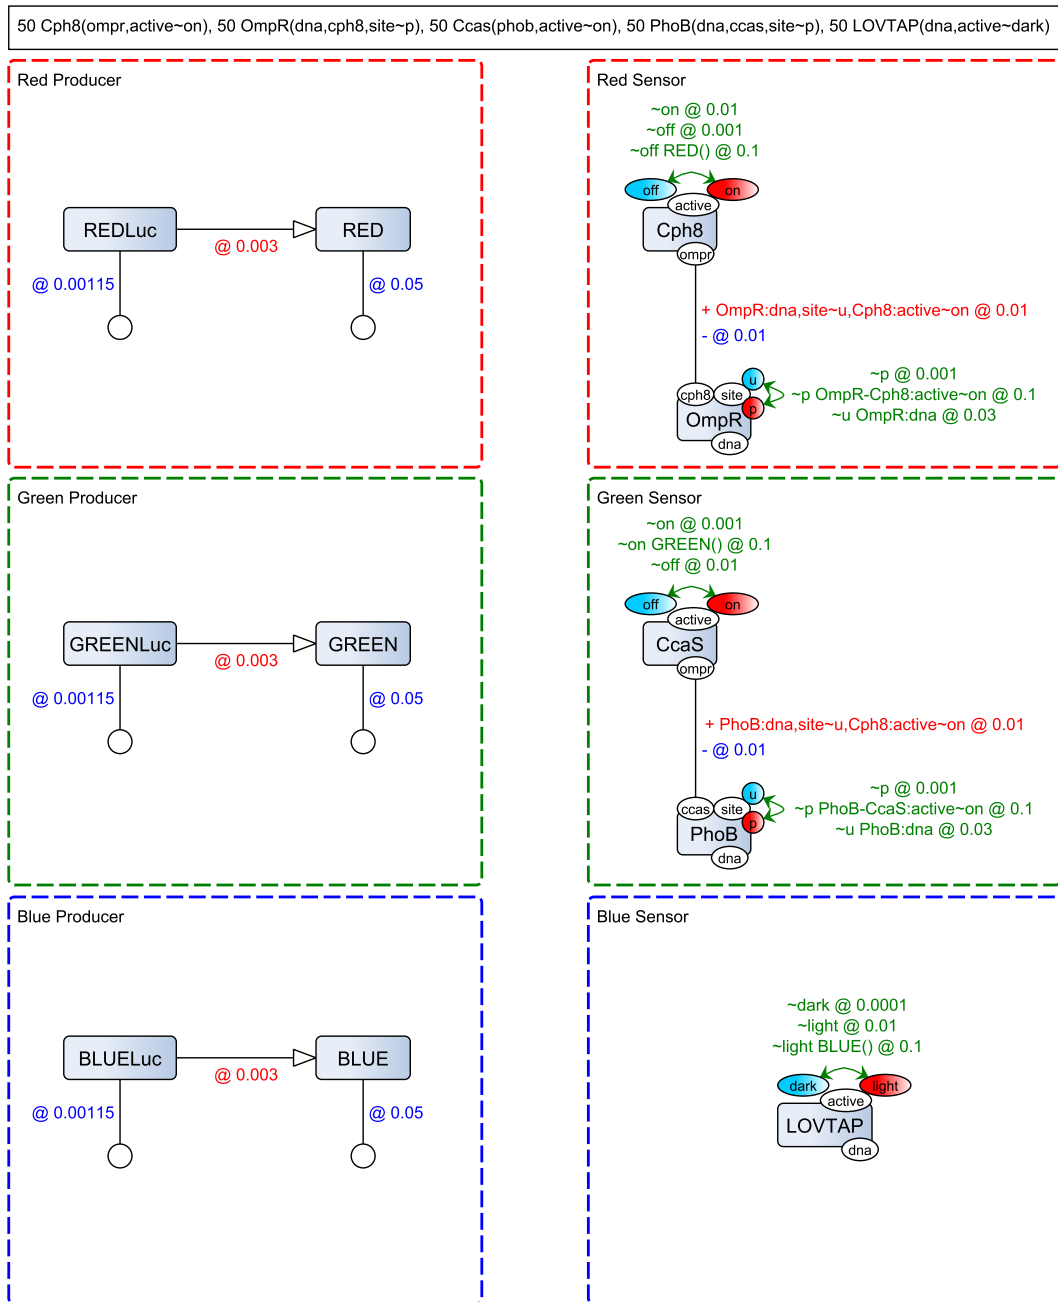 50 Cph8(ompr,active~on), 50 OmpR(dna,cph8,site~p), 50 Ccas(phob,active~on), 50 PhoB(dna,ccas,site~p), 50 LOVTAP(dna,active~dark)
Red Producer
REDLuc
@ 0.003
RED
@ 0.00115
@ 0.05
Red Sensor
~on @ 0.01
~off @ 0.001
~off RED() @ 0.1
off
on
active
Cph8
ompr
+ OmpR:dna,site~u,Cph8:active~on @ 0.01
- @ 0.01
cph8
site
u
p
OmpR
dna
~p @ 0.001
~p OmpR-Cph8:active~on @ 0.1
~u OmpR:dna @ 0.03
Green Producer
GREENLuc
@ 0.003
GREEN
@ 0.00115
@ 0.05
Green Sensor
~on @ 0.001
~on GREEN() @ 0.1
~off @ 0.01
off
on
active
CcaS
ompr
+ PhoB:dna,site~u,Cph8:active~on @ 0.01
- @ 0.01
ccas
site
u
p
PhoB
dna
~p @ 0.001
~p PhoB-CcaS:active~on @ 0.1
~u PhoB:dna @ 0.03
Blue Producer
BLUELuc
@ 0.003
BLUE
@ 0.00115
@ 0.05
Blue Sensor
~dark @ 0.0001
~light @ 0.01
~light BLUE() @ 0.1
dark
light
active
LOVTAP
dna